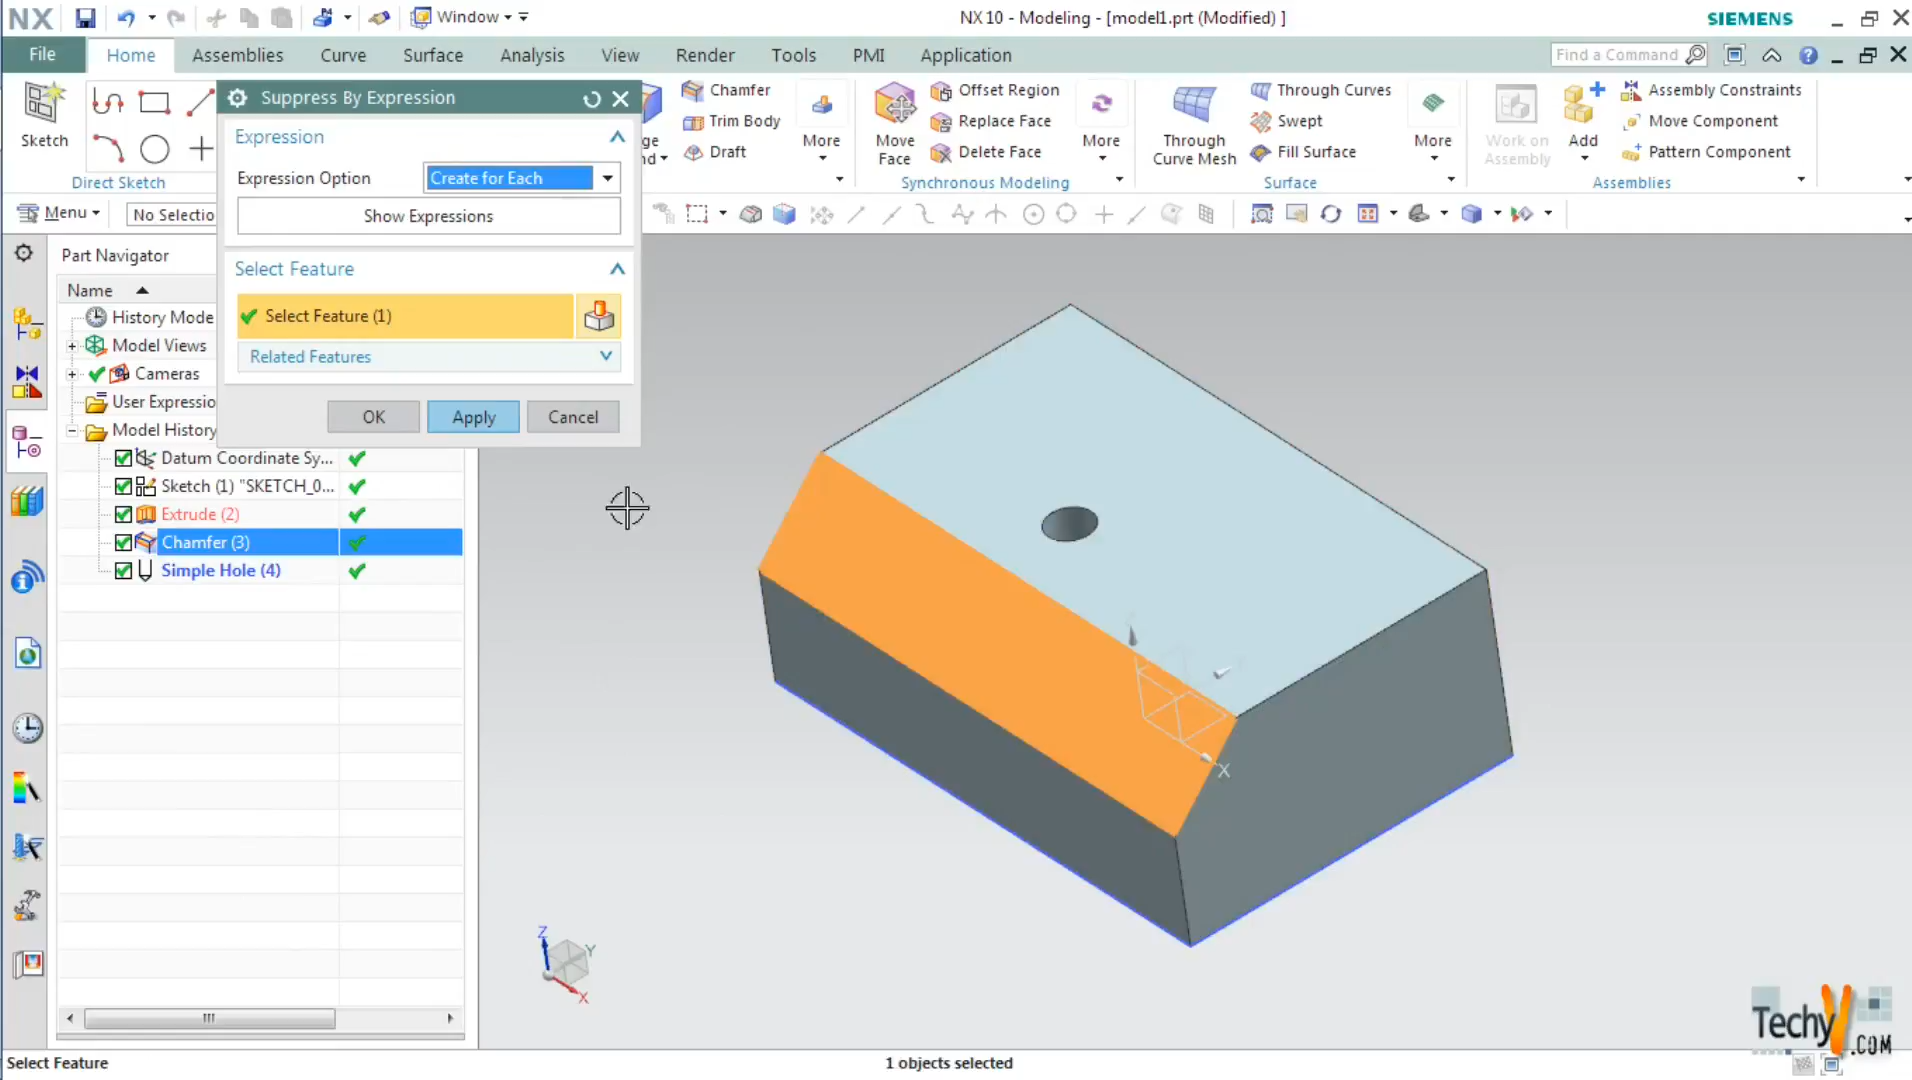 NX
Window
NX 10 - Modeling - [model1.prt (Modified) ]
SIEMENS
File
Home
Assemblies
Curve
Surface
Analysis
View
Render
Tools
PMI
Application
Find a Command
Sketch
Direct Sketch
Chamfer
Trim Body
Draft
More
Move Face
Offset Region
Replace Face
Delete Face
More
Synchronous Modeling
Through Curve Mesh
Through Curves
Swept
Fill Surface
More
Surface
Work on Assembly
Add
Assembly Constraints
Move Component
Pattern Component
Assemblies
Menu
No Selectio
Suppress By Expression
Expression
Expression Option
Create for Each
Show Expressions
Select Feature
Select Feature (1)
Related Features
OK
Apply
Cancel
Part Navigator
Name
History Mode
Model Views
Cameras
User Expressio
Model History
Datum Coordinate Sy...
Sketch (1) "SKETCH_0...
Extrude (2)
Chamfer (3)
Simple Hole (4)
X
Z
Y
X
TechyV
.COM
Select Feature
1 objects selected